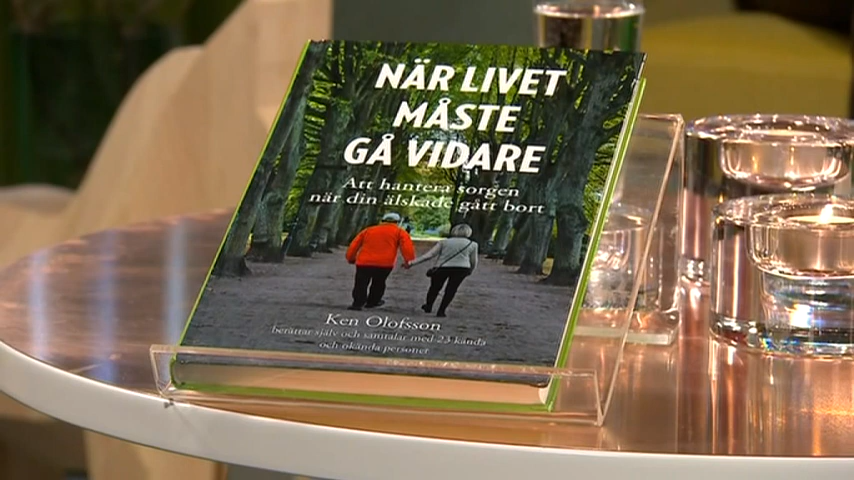 NÄR LIVET
MÅSTE
GÅ VIDARE
Att hantera sorgen
när din älskade gått bort
Ken Olofsson
berättar själv och samtalar med 23 kända
och okända personer